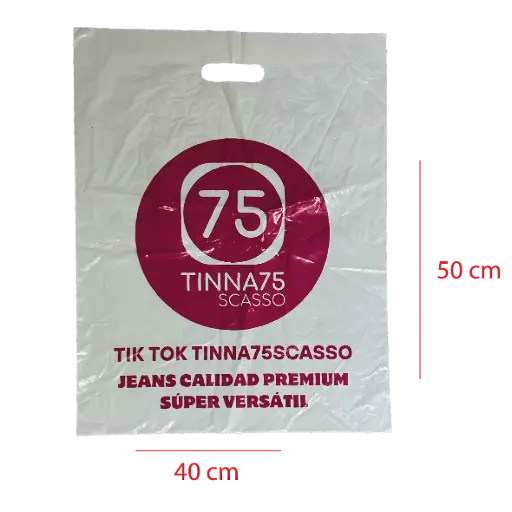 75
TINNA75
SCASSO
TIK TOK TINNA75SCASSO
JEANS CALIDAD PREMIUM
SÚPER VERSÁTIL
50 cm
40 cm